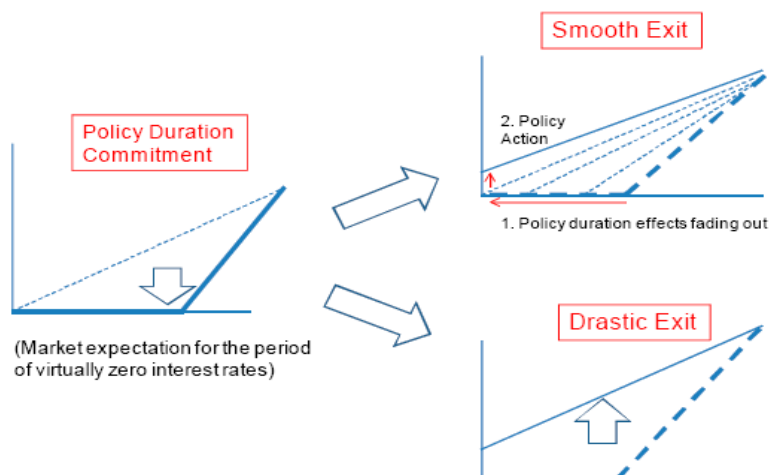 Smooth Exit
2. Policy
Action
Policy Duration
Commitment
1. Policy duration effects fading out
(Market expectation for the period
of virtually zero interest rates)
Drastic Exit